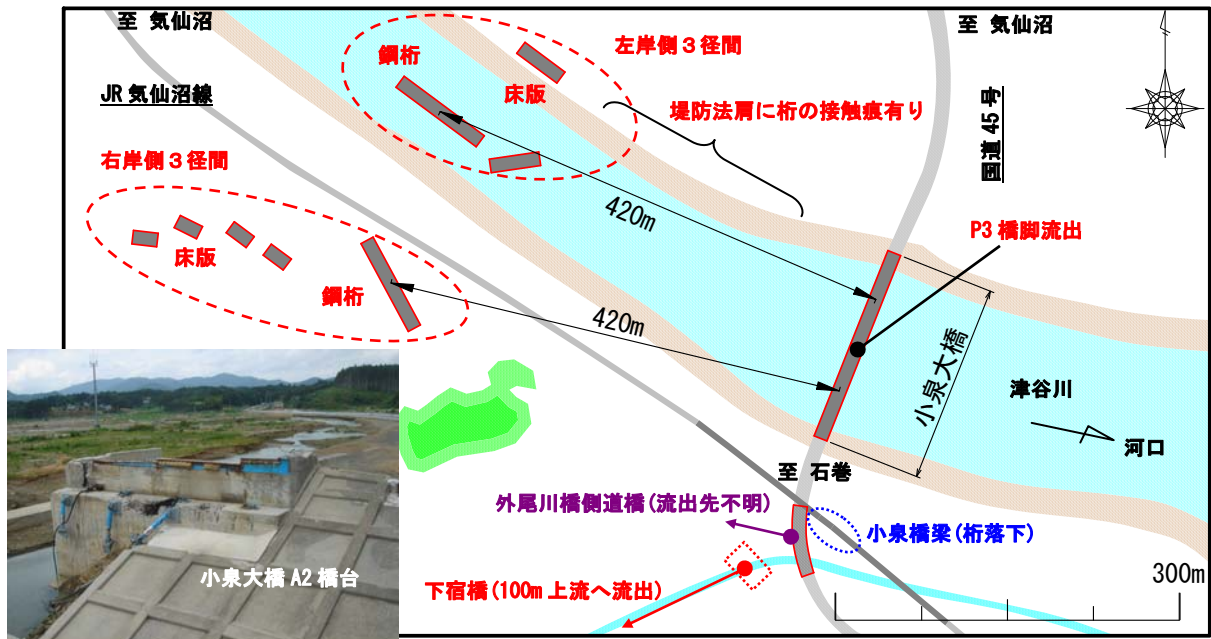 至 気仙沼
至 気仙沼
左岸側３径間
鋼桁
床版
JR 気仙沼線
堤防法肩に桁の接触痕有り
国道 45 号
右岸側３径間
420m
P3 橋脚流出
床版
鋼桁
420m
小泉大橋
津谷川
河口
至 石巻
外尾川橋側道橋(流出先不明)
小泉橋梁(桁落下)
小泉大橋 A2 橋台
下宿橋(100m 上流へ流出)
300m